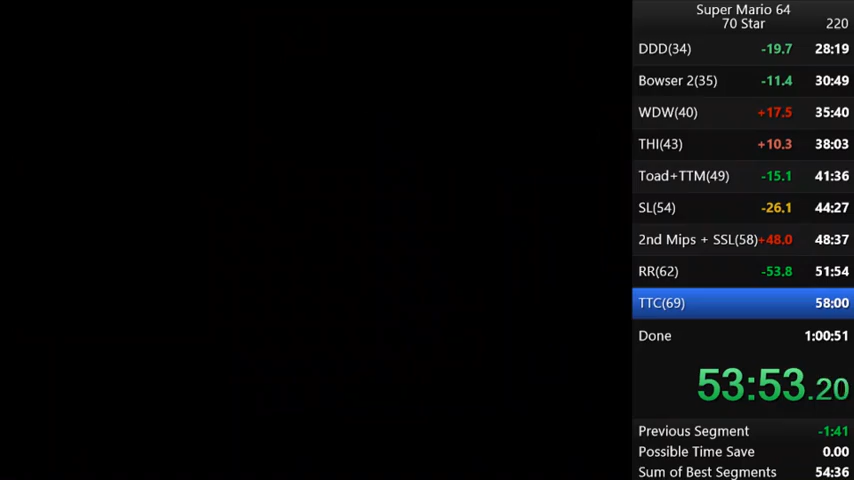 Super Mario 64
70 Star 220
DDD(34) -19.7 28:19
Bowser 2(35) -11.4 30:49
WDW(40) +17.5 35:40
THI(43) +10.3 38:03
Toad+TTM(49) -15.1 41:36
SL(54) -26.1 44:27
2nd Mips + SSL(58)+48.0 48:37
RR(62) -53.8 51:54
TTC(69) 58:00
Done 1:00:51
53:53.20
Previous Segment -1:41
Possible Time Save 0.00
Sum of Best Segments 54:36